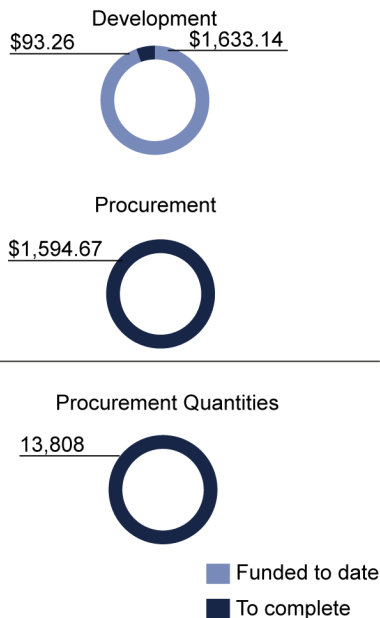 Development
$93.26
$1,633.14
Procurement
$1,594.67
Procurement Quantities
13,808
Funded to date
To complete